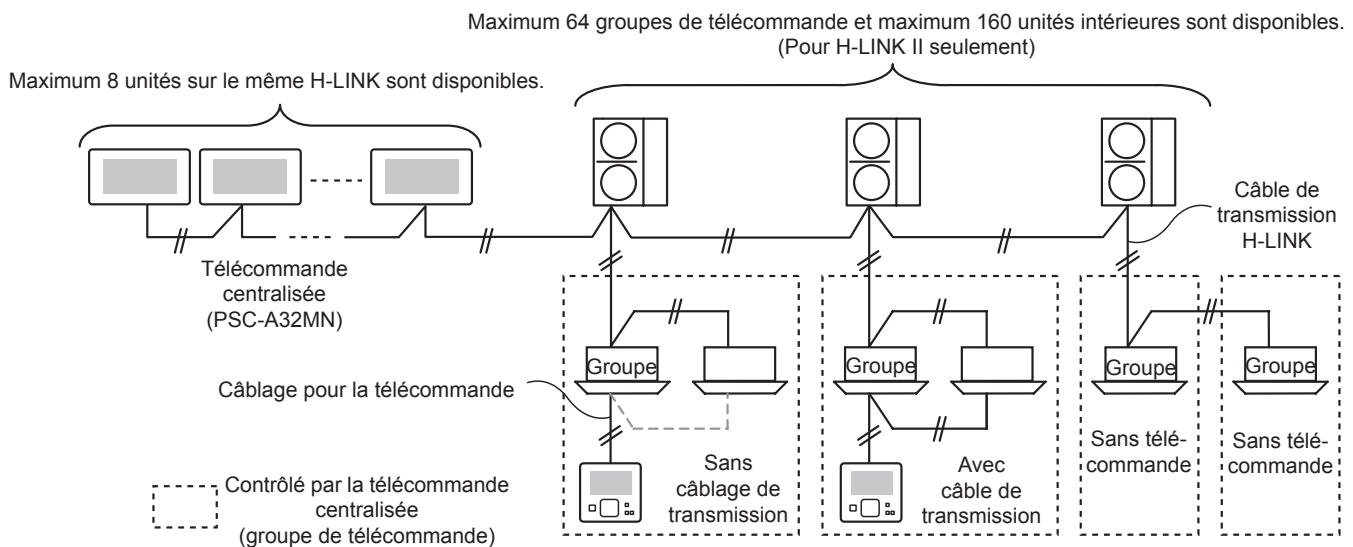 Maximum 64 groupes de télécommande et maximum 160 unités intérieures sont disponibles.
(Pour H-LINK II seulement)
Maximum 8 unités sur le même H-LINK sont disponibles.
Câble de
transmission
H-LINK
Télécommande
centralisée
(PSC-A32MN)
Groupe
Groupe
Groupe
Groupe
Câblage pour la télécommande
Sans
câblage de
transmission
Avec
câble de
transmission
Sans télé-
commande
Sans télé-
commande
Contrôlé par la télécommande
centralisée
(groupe de télécommande)